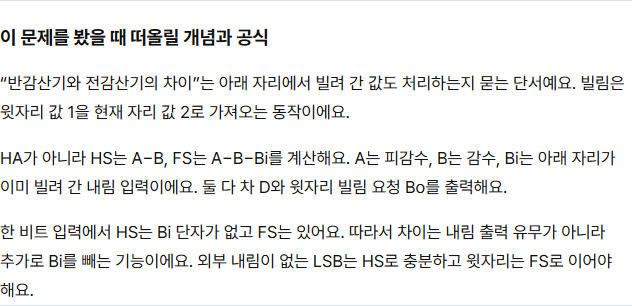 이 문제를 봤을 때 떠올릴 개념과 공식
“반감산기와 전감산기의 차이”는 아래 자리에서 빌려 간 값도 처리하는지 묻는 단서예요. 빌림은
윗자리 값 1을 현재 자리 값 2로 가져오는 동작이에요.
HA가 아니라 HS는 A−B, FS는 A−B−Bi를 계산해요. A는 피감수, B는 감수, Bi는 아래 자리가
이미 빌려 간 내림 입력이에요. 둘 다 차 D와 윗자리 빌림 요청 Bo를 출력해요.
한 비트 입력에서 HS는 Bi 단자가 없고 FS는 있어요. 따라서 차이는 내림 출력 유무가 아니라
추가로 Bi를 빼는 기능이에요. 외부 내림이 없는 LSB는 HS로 충분하고 윗자리는 FS로 이어야
해요.